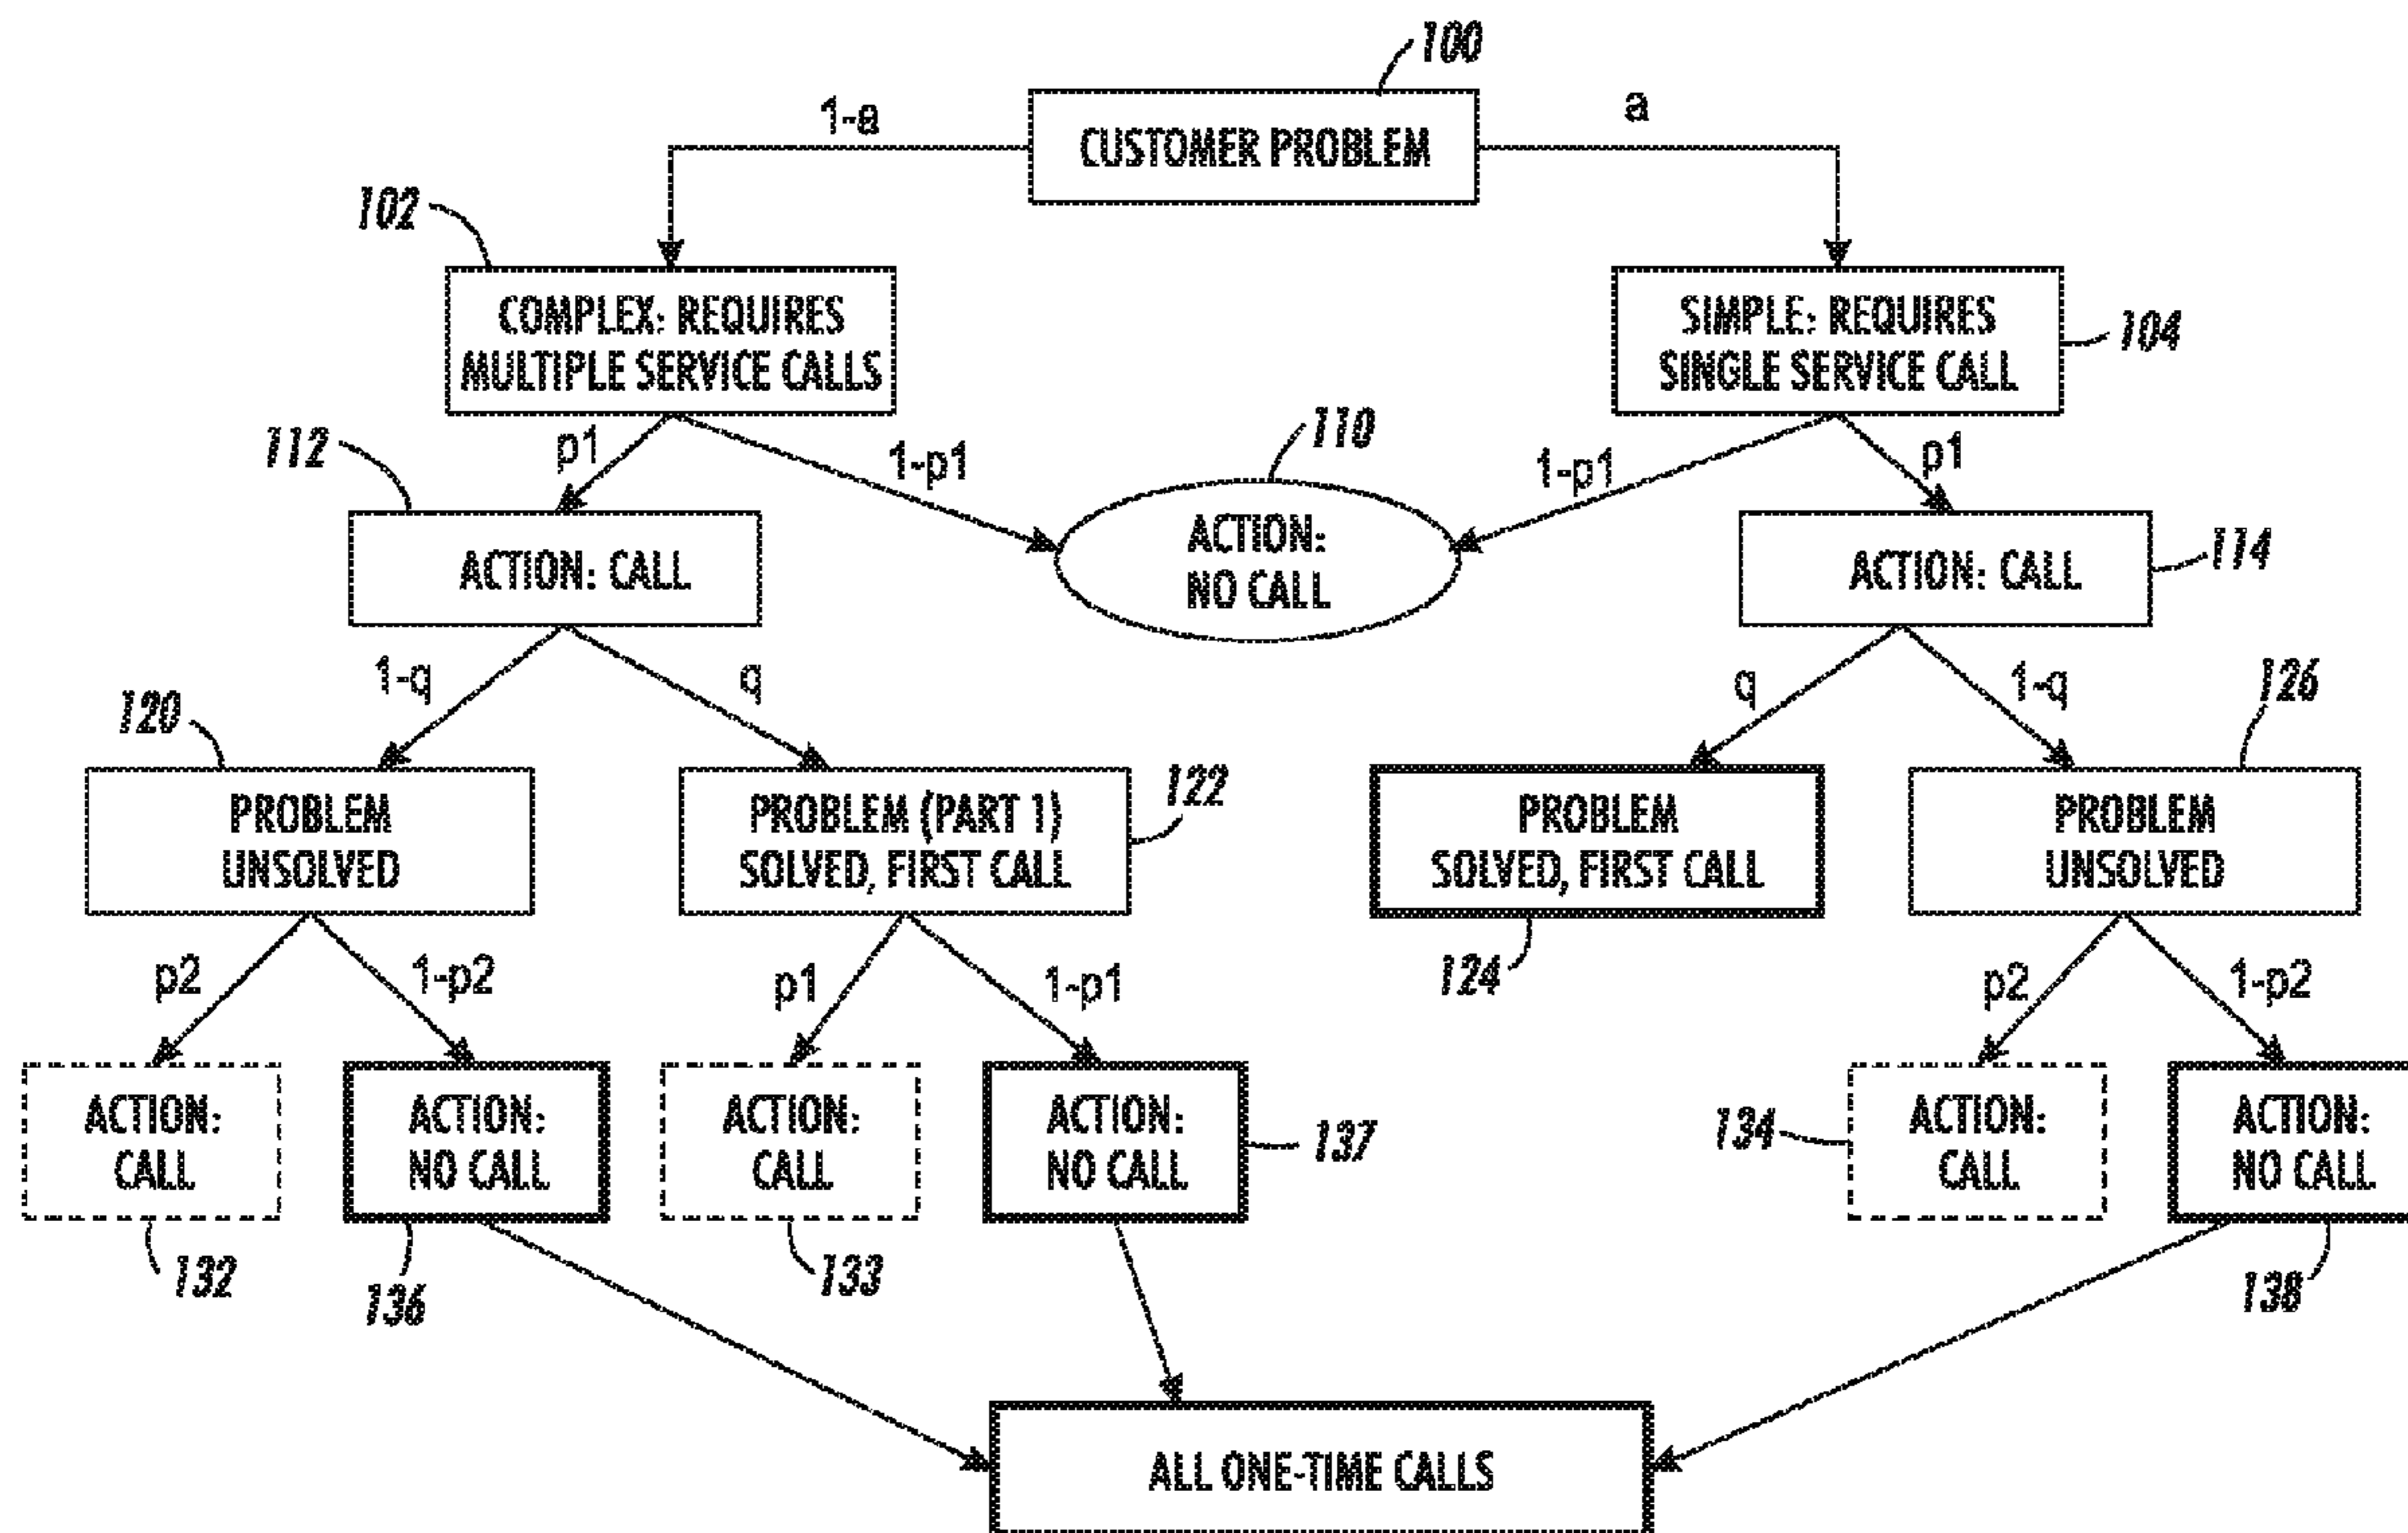 100
1-a
CUSTOMER PROBLEM
a
102
COMPLEX: REQUIRES
MULTIPLE SERVICE CALLS
SIMPLE: REQUIRES
SINGLE SERVICE CALL
104
112
p1
1-p1
110
1-p1
p1
ACTION: CALL
ACTION:
NO CALL
ACTION: CALL
114
120
1-q
q
q
1-q
126
PROBLEM
UNSOLVED
PROBLEM (PART 1)
SOLVED, FIRST CALL
122
PROBLEM
SOLVED, FIRST CALL
PROBLEM
UNSOLVED
p2
1-p2
p1
1-p1
124
p2
1-p2
ACTION:
CALL
ACTION:
NO CALL
ACTION:
CALL
ACTION:
NO CALL
137
134
ACTION:
CALL
ACTION:
NO CALL
132
136
133
138
ALL ONE-TIME CALLS